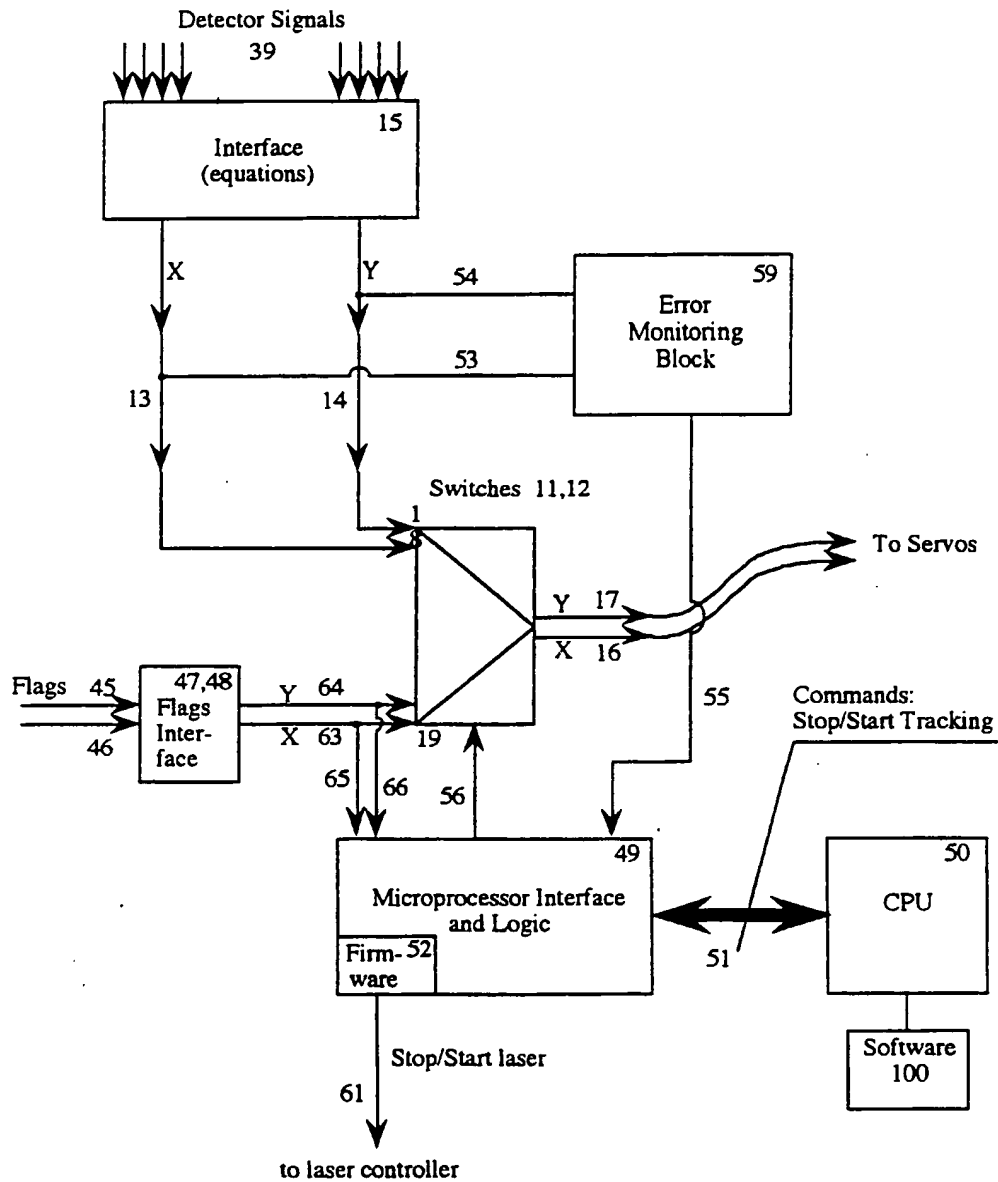 Detector Signals
39
15
Interface
(equations)
X
Y
54
59
Error
Monitoring
Block
53
13
14
Switches 11,12
1
8
To Servos
Y 17
X 16
Flags 45
46
47,48
Flags
Inter-
face
Y 64
X 63
19
65
66
56
55
Commands:
Stop/Start Tracking
49
Microprocessor Interface
and Logic
Firm-
ware
52
51
50
CPU
Software
100
Stop/Start laser
61
to laser controller